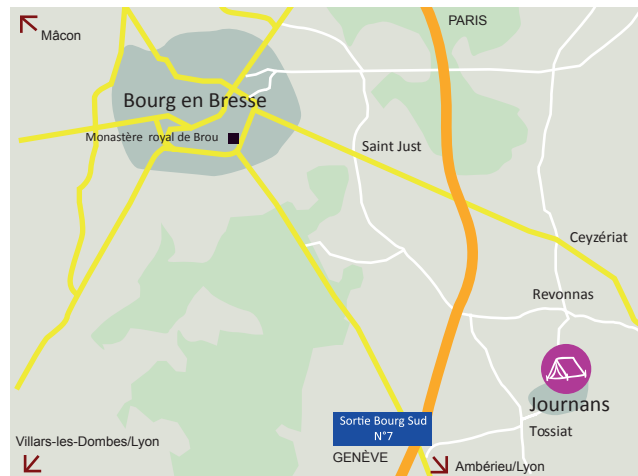 PARIS
Mâcon
Bourg en Bresse
Monastère royal de Brou
Saint Just
Ceyzériat
Revonnas
Journans
Tossiat
Sortie Bourg Sud
N°7
Villars-les-Dombes/Lyon
GENÈVE
Ambérieu/Lyon